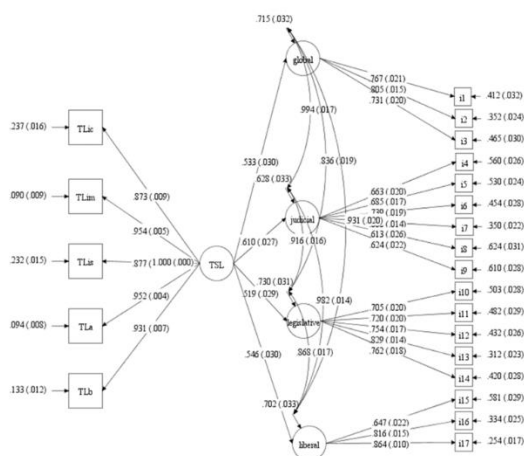 .715 (.032)
global
.767 (.021)
.805 (.015)
.731 (.020)
i1 .412 (.032)
i2 .352 (.024)
i3 .465 (.030)
.994 (.017)
.237 (.016) TLic
.533 (.030)
.836 (.019)
.628 (.033)
i4 .560 (.026)
i5 .530 (.024)
.873 (.009)
.663 (.020)
.685 (.017)
i6 .454 (.028)
.090 (.009) TLim
judicial
.931 (.020)
i7 .350 (.022)
.613 (.026)
i8 .624 (.031)
.954 (.005)
.610 (.027)
.916 (.016)
.624 (.022)
i9 .610 (.028)
.232 (.015) TLis
.877
1.000 (.000)
TSL
.730 (.031)
i10 .503 (.028)
.519 (.029)
.982 (.014)
.705 (.020)
i11 .482 (.029)
.952 (.004)
legislative
.720 (.020)
.754 (.017)
i12 .432 (.026)
.094 (.008) TLa
.829 (.014)
i13 .312 (.023)
.931 (.007)
.546 (.030)
.868 (.017)
.762 (.018)
i14 .420 (.028)
.133 (.012) TLb
.702 (.033)
i15 .581 (.029)
.647 (.022)
i16 .334 (.025)
liberal
.816 (.015)
.864 (.010)
i17 .254 (.017)